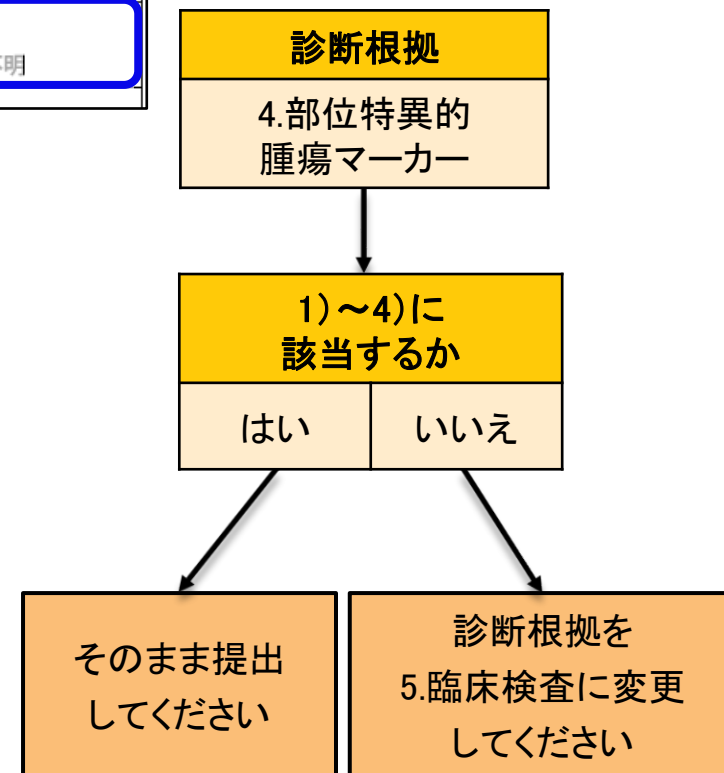 明
診断根拠
4.部位特異的
腫瘍マーカー
1)～4)に
該当するか
はい
いいえ
そのまま提出
してください
診断根拠を
5.臨床検査に変更
してください